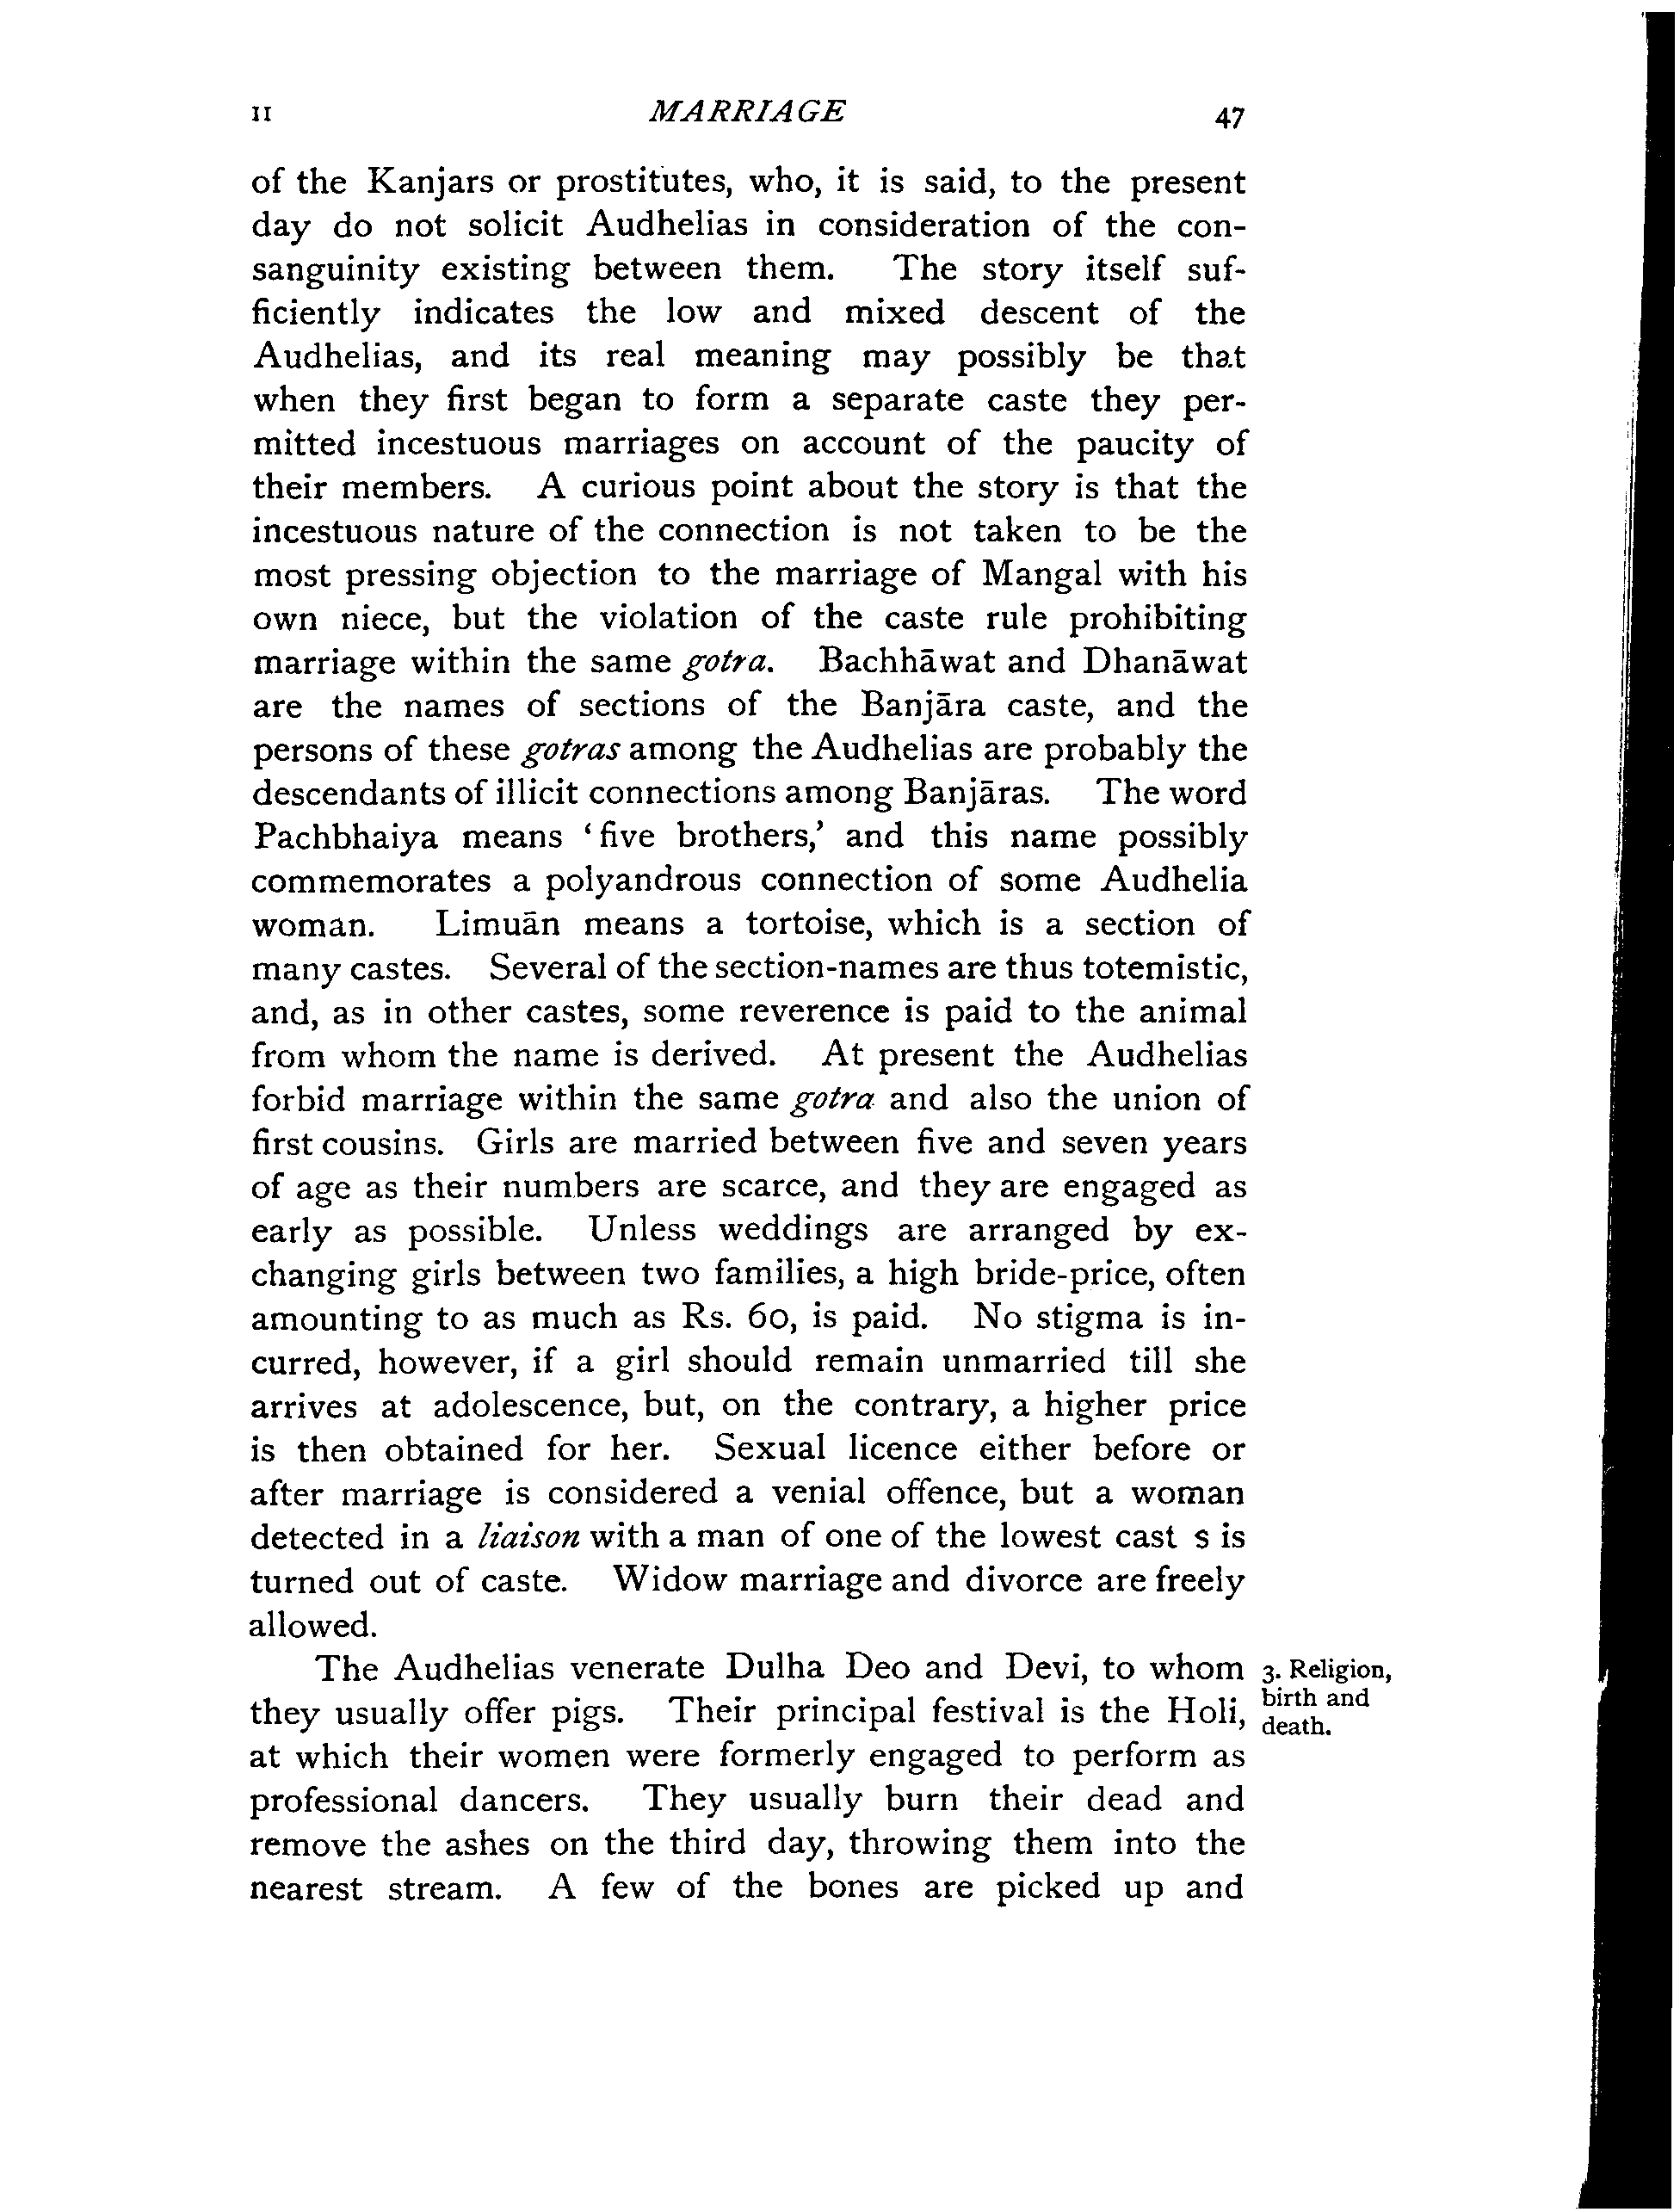 II MARRIAGE 47
of the Kanjars or prostitutes, who, it is said, to the present
day do not solicit Audhelias in consideration of the con-
sanguinity existing between them. The story itself suf-
ficiently indicates the low and mixed descent of the
Audhelias, and its real meaning may possibly be that
when they first began to form a separate caste they per-
mitted incestuous marriages on account of the paucity of
their members. A curious point about the story is that the
incestuous nature of the connection is not taken to be the
most pressing objection to the marriage of Mangal with his
own niece, but the violation of the caste rule prohibiting
marriage within the same gotra. Bachhāwat and Dhanāwat
are the names of sections of the Banjāra caste, and the
persons of these gotras among the Audhelias are probably the
descendants of illicit connections among Banjāras. The word
Pachbhaiya means ‘five brothers,’ and this name possibly
commemorates a polyandrous connection of some Audhelia
woman. Limuān means a tortoise, which is a section of
many castes. Several of the section-names are thus totemistic,
and, as in other castes, some reverence is paid to the animal
from whom the name is derived. At present the Audhelias
forbid marriage within the same gotra and also the union of
first cousins. Girls are married between five and seven years
of age as their numbers are scarce, and they are engaged as
early as possible. Unless weddings are arranged by ex-
changing girls between two families, a high bride-price, often
amounting to as much as Rs. 60, is paid. No stigma is in-
curred, however, if a girl should remain unmarried till she
arrives at adolescence, but, on the contrary, a higher price
is then obtained for her. Sexual licence either before or
after marriage is considered a venial offence, but a woman
detected in a liaison with a man of one of the lowest cast s is
turned out of caste. Widow marriage and divorce are freely
allowed.
The Audhelias venerate Dulha Deo and Devi, to whom
they usually offer pigs. Their principal festival is the Holi,
at which their women were formerly engaged to perform as
professional dancers. They usually burn their dead and
remove the ashes on the third day, throwing them into the
nearest stream. A few of the bones are picked up and
3. Religion,
birth and
death.